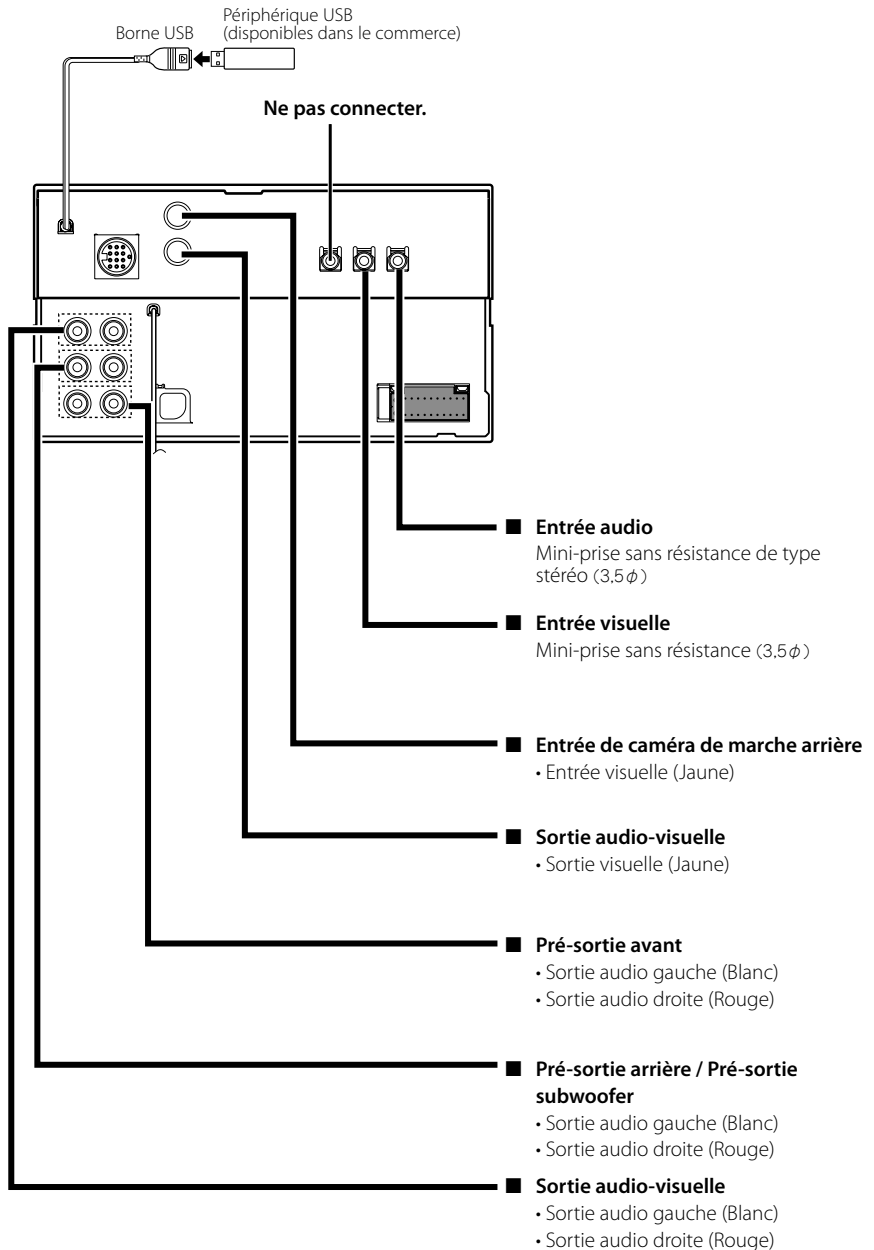 Périphérique USB
Borne USB (disponibles dans le commerce)
Ne pas connecter.
■ Entrée audio
Mini-prise sans résistance de type
stéréo (3,5φ)
■ Entrée visuelle
Mini-prise sans résistance (3,5φ)
■ Entrée de caméra de marche arrière
• Entrée visuelle (Jaune)
■ Sortie audio-visuelle
• Sortie visuelle (Jaune)
■ Pré-sortie avant
• Sortie audio gauche (Blanc)
• Sortie audio droite (Rouge)
■ Pré-sortie arrière / Pré-sortie
subwoofer
• Sortie audio gauche (Blanc)
• Sortie audio droite (Rouge)
■ Sortie audio-visuelle
• Sortie audio gauche (Blanc)
• Sortie audio droite (Rouge)